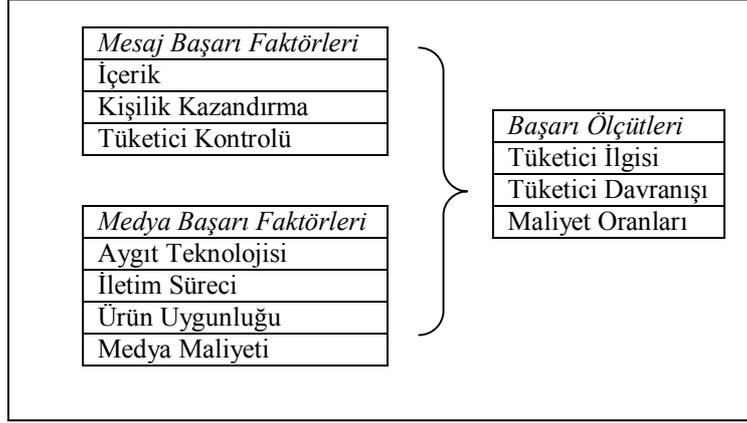 Mesaj Başarı Faktörleri
İçerik
Kişilik Kazandırma
Tüketici Kontrolü
Medya Başarı Faktörleri
Aygıt Teknolojisi
İletim Süreci
Ürün Uygunluğu
Medya Maliyeti
Başarı Ölçütleri
Tüketici İlgisi
Tüketici Davranışı
Maliyet Oranları